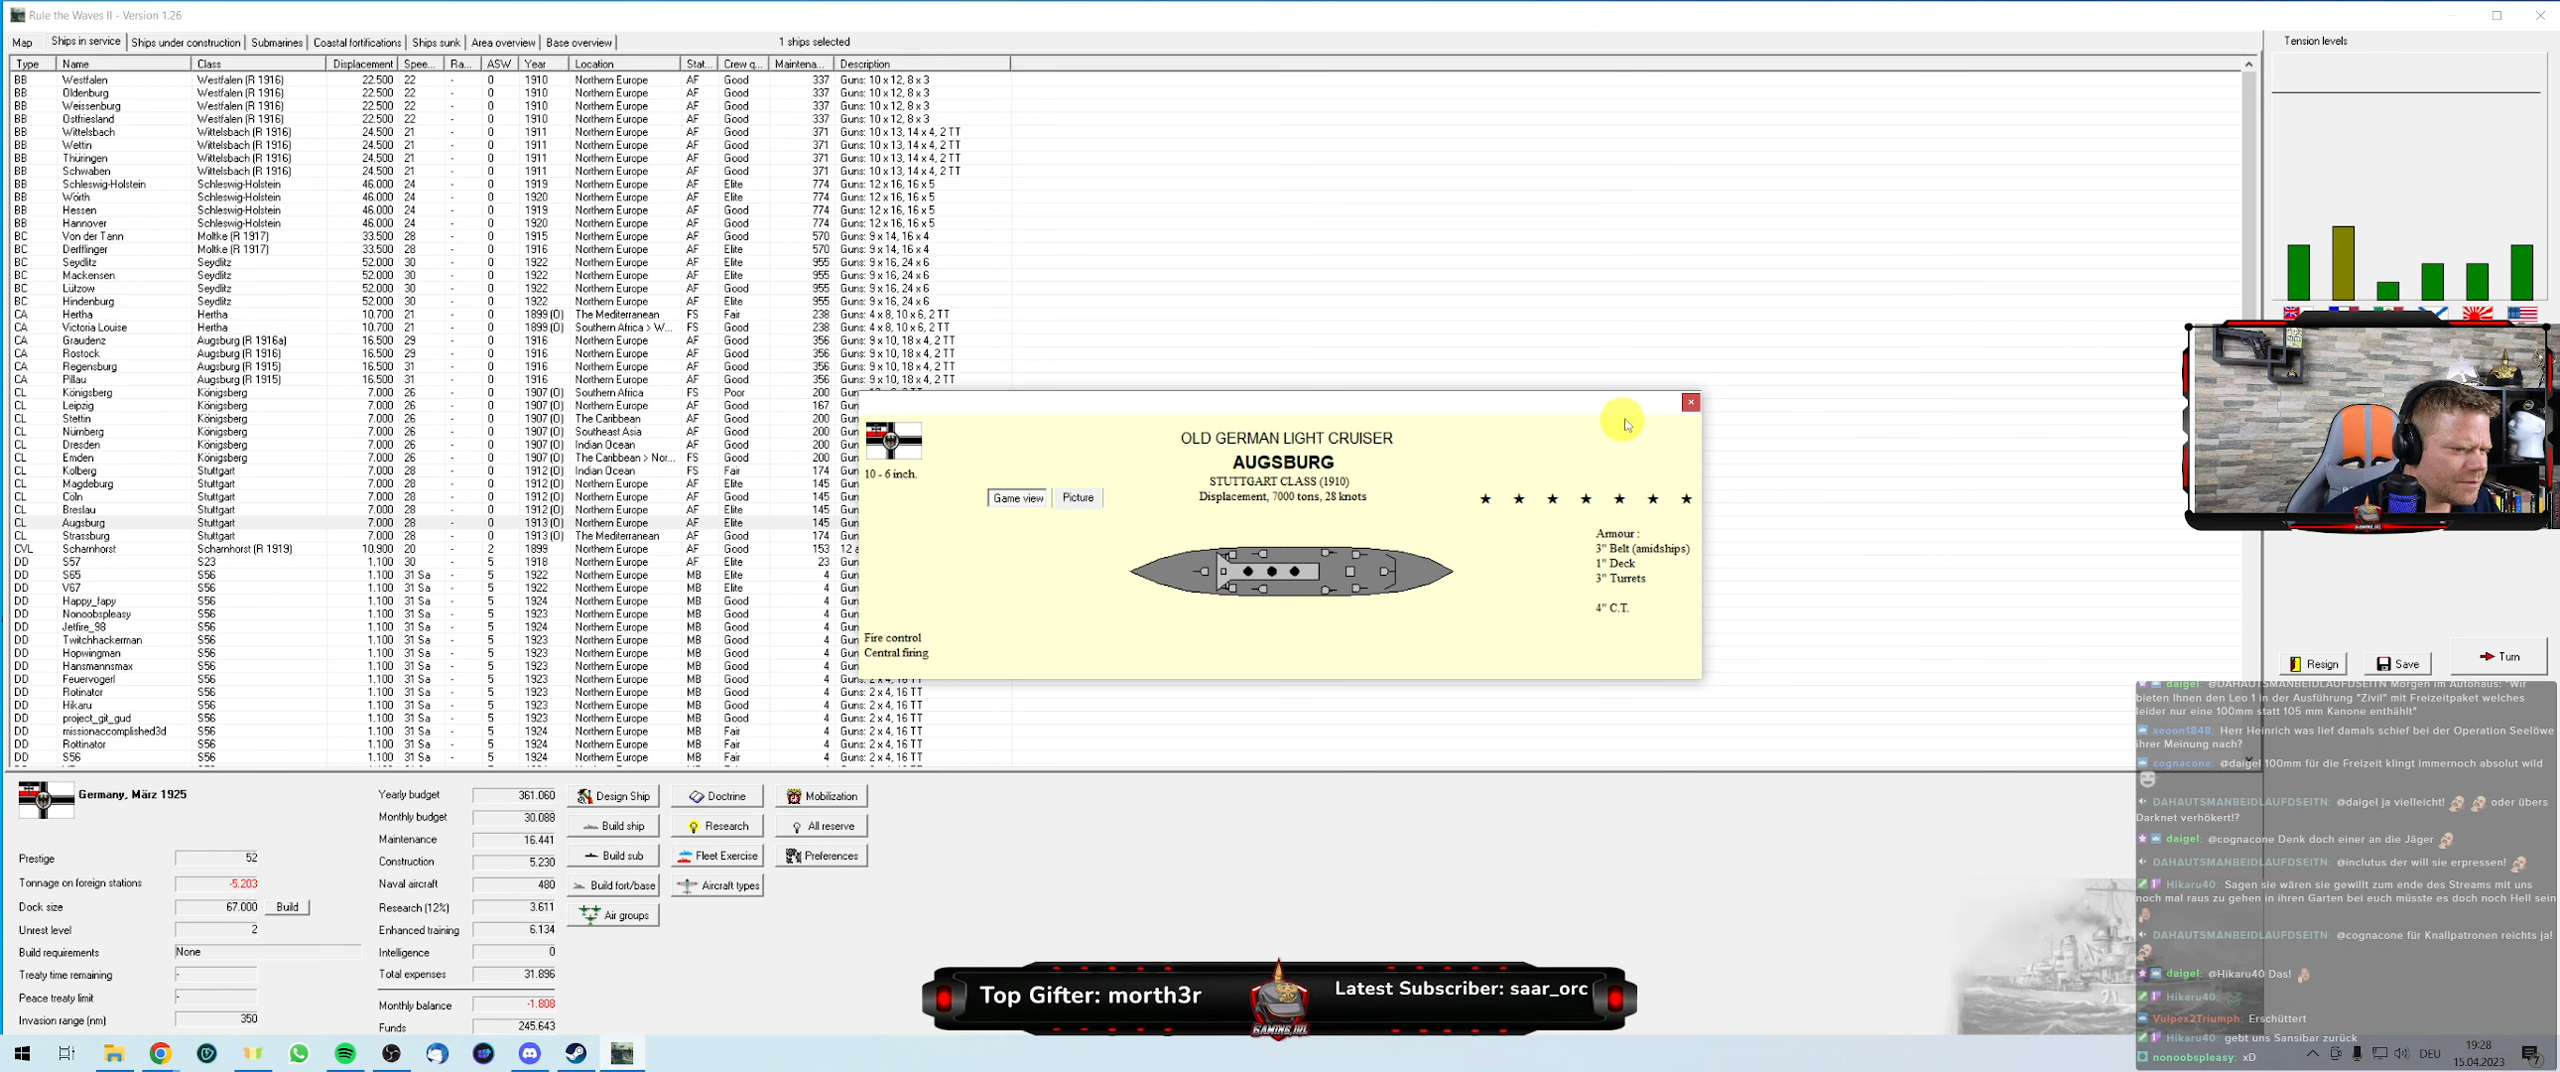 Rule the Waves II - Version 1.26
Map Ships in service Ships under construction Submarines Coastal fortifications Ships sunk Area overview Base overview 1 ships selected Tension levels
Type Name Class Displacement Spee... Ra... ASW Year Location Stat... Crew q... Maintena... Description
BB Westfalen Westfalen (R 1916) 22.500 22 - 0 1910 Northern Europe AF Good 337 Guns: 10 x 12, 8 x 3
BB Oldenburg Westfalen (R 1916) 22.500 22 - 0 1910 Northern Europe AF Good 337 Guns: 10 x 12, 8 x 3
BB Weissenburg Westfalen (R 1916) 22.500 22 - 0 1910 Northern Europe AF Good 337 Guns: 10 x 12, 8 x 3
BB Ostfriesland Westfalen (R 1916) 22.500 22 - 0 1910 Northern Europe AF Good 337 Guns: 10 x 12, 8 x 3
BB Wittelsbach Wittelsbach (R 1916) 24.500 21 - 0 1911 Northern Europe AF Good 371 Guns: 10 x 13, 14 x 4, 2 TT
BB Wettin Wittelsbach (R 1916) 24.500 21 - 0 1911 Northern Europe AF Good 371 Guns: 10 x 13, 14 x 4, 2 TT
BB Thüringen Wittelsbach (R 1916) 24.500 21 - 0 1911 Northern Europe AF Good 371 Guns: 10 x 13, 14 x 4, 2 TT
BB Schwaben Wittelsbach (R 1916) 24.500 21 - 0 1911 Northern Europe AF Good 371 Guns: 10 x 13, 14 x 4, 2 TT
BB Schleswig-Holstein Schleswig-Holstein 46.000 24 - 0 1919 Northern Europe AF Elite 774 Guns: 12 x 16, 16 x 5
BB Wörth Schleswig-Holstein 46.000 24 - 0 1920 Northern Europe AF Elite 774 Guns: 12 x 16, 16 x 5
BB Hessen Schleswig-Holstein 46.000 24 - 0 1919 Northern Europe AF Good 774 Guns: 12 x 16, 16 x 5
BB Hannover Schleswig-Holstein 46.000 24 - 0 1920 Northern Europe AF Good 774 Guns: 12 x 16, 16 x 5
BC Von der Tann Moltke (R 1917) 33.500 28 - 0 1915 Northern Europe AF Good 570 Guns: 9 x 14, 16 x 4
BC Derfflinger Moltke (R 1917) 33.500 28 - 0 1916 Northern Europe AF Elite 570 Guns: 9 x 14, 16 x 4
BC Seydlitz Seydlitz 52.000 30 - 0 1922 Northern Europe AF Elite 955 Guns: 9 x 16, 24 x 6
BC Mackensen Seydlitz 52.000 30 - 0 1922 Northern Europe AF Elite 955 Guns: 9 x 16, 24 x 6
BC Lützow Seydlitz 52.000 30 - 0 1922 Northern Europe AF Good 955 Guns: 9 x 16, 24 x 6
BC Hindenburg Seydlitz 52.000 30 - 0 1922 Northern Europe AF Elite 955 Guns: 9 x 16, 24 x 6
CA Hertha Hertha 10.700 21 - 0 1899 (O) The Mediterranean FS Fair 238 Guns: 4 x 8, 10 x 6, 2 TT
CA Victoria Louise Hertha 10.700 21 - 0 1899 (O) Southern Africa > W... FS Good 238 Guns: 4 x 8, 10 x 6, 2 TT
CA Graudenz Augsburg (R 1916a) 16.500 29 - 0 1916 Northern Europe AF Good 356 Guns: 9 x 10, 18 x 4, 2 TT
CA Rostock Augsburg (R 1916) 16.500 29 - 0 1916 Northern Europe AF Good 356 Guns: 9 x 10, 18 x 4, 2 TT
CA Regensburg Augsburg (R 1915) 16.500 31 - 0 1916 Northern Europe AF Good 356 Guns: 9 x 10, 18 x 4, 2 TT
CA Pillau Augsburg (R 1915) 16.500 31 - 0 1916 Northern Europe AF Good 356 Guns: 9 x 10, 18 x 4, 2 TT
CL Königsberg Königsberg 7.000 26 - 0 1907 (O) Southern Africa FS Poor 200
CL Leipzig Königsberg 7.000 26 - 0 1907 (O) Northern Europe AF Good 167 Gun
CL Stettin Königsberg 7.000 26 - 0 1907 (O) The Caribbean FS Good 200 Gun
CL Nürnberg Königsberg 7.000 26 - 0 1907 (O) Southeast Asia FS Good 200 Gun
CL Dresden Königsberg 7.000 26 - 0 1907 (O) Indian Ocean FS Good 200 Gun
CL Emden Königsberg 7.000 26 - 0 1907 (O) The Caribbean > Nor... FS Good 200 Gun
CL Kolberg Stuttgart 7.000 28 - 0 1912 (O) Indian Ocean FS Fair 174 Gun
CL Magdeburg Stuttgart 7.000 28 - 0 1912 (O) Northern Europe AF Elite 145 Gun
CL Cöln Stuttgart 7.000 28 - 0 1912 (O) Northern Europe AF Good 145 Gun
CL Breslau Stuttgart 7.000 28 - 0 1912 (O) Northern Europe AF Elite 145 Gun
CL Augsburg Stuttgart 7.000 28 - 0 1913 (O) Northern Europe AF Elite 145 Gun
CL Strassburg Stuttgart 7.000 28 - 0 1913 (O) The Mediterranean FS Good 174 Gun
CVL Scharnhorst Scharnhorst (R 1919) 10.900 20 - 2 1899 Northern Europe AF Good 153 12 a
DD S57 S23 1.100 30 - 5 1918 Northern Europe AF Elite 23 Gun
DD S65 S56 1.100 31 Sa - 5 1922 Northern Europe MB Elite 4 Gun
DD V67 S56 1.100 31 Sa - 5 1922 Northern Europe MB Elite 4 Gun
DD Happy_fapy S56 1.100 31 Sa - 5 1924 Northern Europe MB Good 4 Gun
DD Nonoobspleasy S56 1.100 31 Sa - 5 1923 Northern Europe MB Good 4 Gun
DD Jetfire_98 S56 1.100 31 Sa - 5 1924 Northern Europe MB Good 4 Gun
DD Twitchhackerman S56 1.100 31 Sa - 5 1923 Northern Europe MB Good 4 Gun
DD Hopwingman S56 1.100 31 Sa - 5 1923 Northern Europe MB Good 4 Gun
DD Hansmannsmax S56 1.100 31 Sa - 5 1923 Northern Europe MB Good 4 Gun
DD Feuervogerl S56 1.100 31 Sa - 5 1923 Northern Europe MB Good 4 Guns: 2 x 4, 16 TT
DD Rotinator S56 1.100 31 Sa - 5 1923 Northern Europe MB Good 4 Guns: 2 x 4, 16 TT
DD Hikaru S56 1.100 31 Sa - 5 1923 Northern Europe MB Good 4 Guns: 2 x 4, 16 TT
DD project_git_gud S56 1.100 31 Sa - 5 1923 Northern Europe MB Good 4 Guns: 2 x 4, 16 TT
DD missionaccomplished3d S56 1.100 31 Sa - 5 1924 Northern Europe MB Fair 4 Guns: 2 x 4, 16 TT
DD Rottinator S56 1.100 31 Sa - 5 1924 Northern Europe MB Fair 4 Guns: 2 x 4, 16 TT
DD S56 S56 1.100 31 Sa - 5 1924 Northern Europe MB Fair 4 Guns: 2 x 4, 16 TT
OLD GERMAN LIGHT CRUISER
AUGSBURG
STUTTGART CLASS (1910)
Displacement, 7000 tons, 28 knots
10 - 6 inch.
Game view Picture
Armour :
3" Belt (amidships)
1" Deck
3" Turrets
4" C.T.
Fire control
Central firing
Resign Save Turn
Germany, März 1925
Prestige 52
Tonnage on foreign stations -5.203
Dock size 67.000 Build
Unrest level 2
Build requirements None
Treaty time remaining -
Peace treaty limit -
Invasion range (nm) 350
Yearly budget 361.060
Monthly budget 30.088
Maintenance 16.441
Construction 5.230
Naval aircraft 480
Research (12%) 3.611
Enhanced training 6.134
Intelligence 0
Total expenses 31.896
Monthly balance -1.808
Funds 245.643
Design Ship Doctrine Mobilization
Build ship Research All reserve
Build sub Fleet Exercise Preferences
Build fort/base Aircraft types
Air groups
Top Gifter: morth3r
GAMING.IRL
Latest Subscriber: saar_orc
daigel: @DAHAUTSMANBEIDLAUFDSEITN Morgen im Autohaus: "Wir
bieten Ihnen den Leo 1 in der Ausführung "Zivil" mit Freizeitpaket welches
leider nur eine 100mm statt 105 mm Kanone enthählt"
xeoon1848: Herr Heinrich was lief damals schief bei der Operation Seelöwe
ihrer Meinung nach?
cognacone: @daigel 100mm für die Freizeit klingt immernoch absolut wild
DAHAUTSMANBEIDLAUFDSEITN: @daigel ja vielleicht! oder übers
Darknet verhökert!?
daigel: @cognacone Denk doch einer an die Jäger
DAHAUTSMANBEIDLAUFDSEITN: @inclutus der will sie erpressen!
Hikaru40: Sagen sie wären sie gewillt zum ende des Streams mit uns
noch mal raus zu gehen in ihren Garten bei euch müsste es doch noch Hell sein
DAHAUTSMANBEIDLAUFDSEITN: @cognacone für Knallpatronen reichts ja!
daigel: @Hikaru40 Das!
Hikaru40:
Vulpex2Triumph: Erschüttert
Hikaru40: gebt uns Sansibar zurück
nonoobspleasy: xD
DEU 19:28
15.04.2023
7